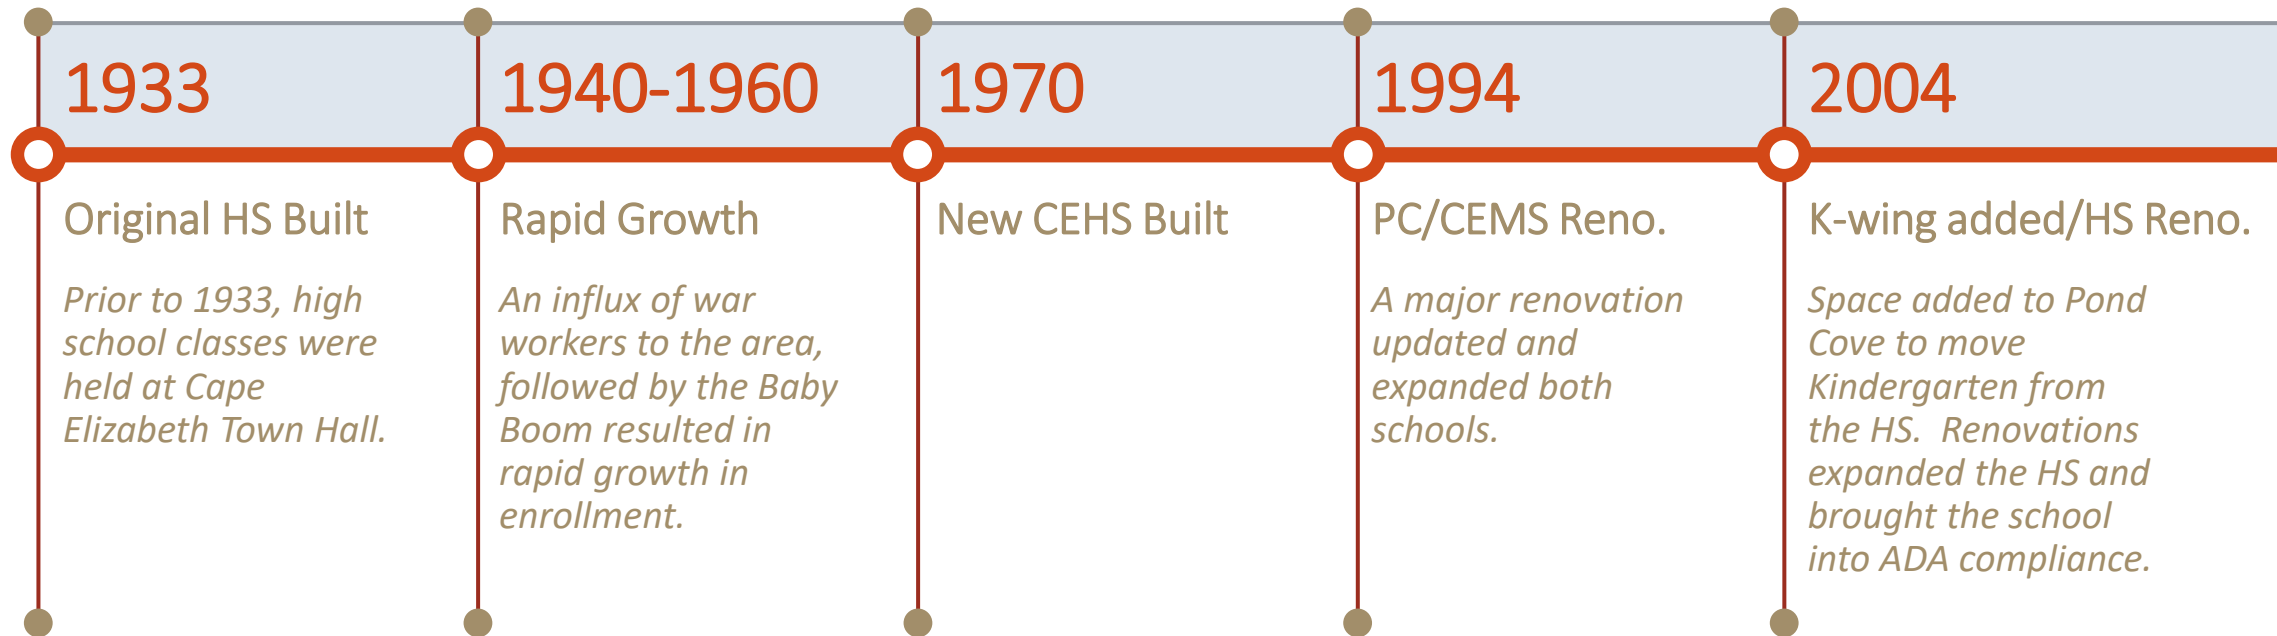 1933
Original HS Built
Prior to 1933, high
school classes were
held at Cape
Elizabeth Town Hall.
1940-1960
Rapid Growth
An influx of war
workers to the area,
followed by the Baby
Boom resulted in
rapid growth in
enrollment.
1970
New CEHS Built
1994
PC/CEMS Reno.
A major renovation
updated and
expanded both
schools.
2004
K-wing added/HS Reno.
Space added to Pond
Cove to move
Kindergarten from
the HS.  Renovations
expanded the HS and
brought the school
into ADA compliance.